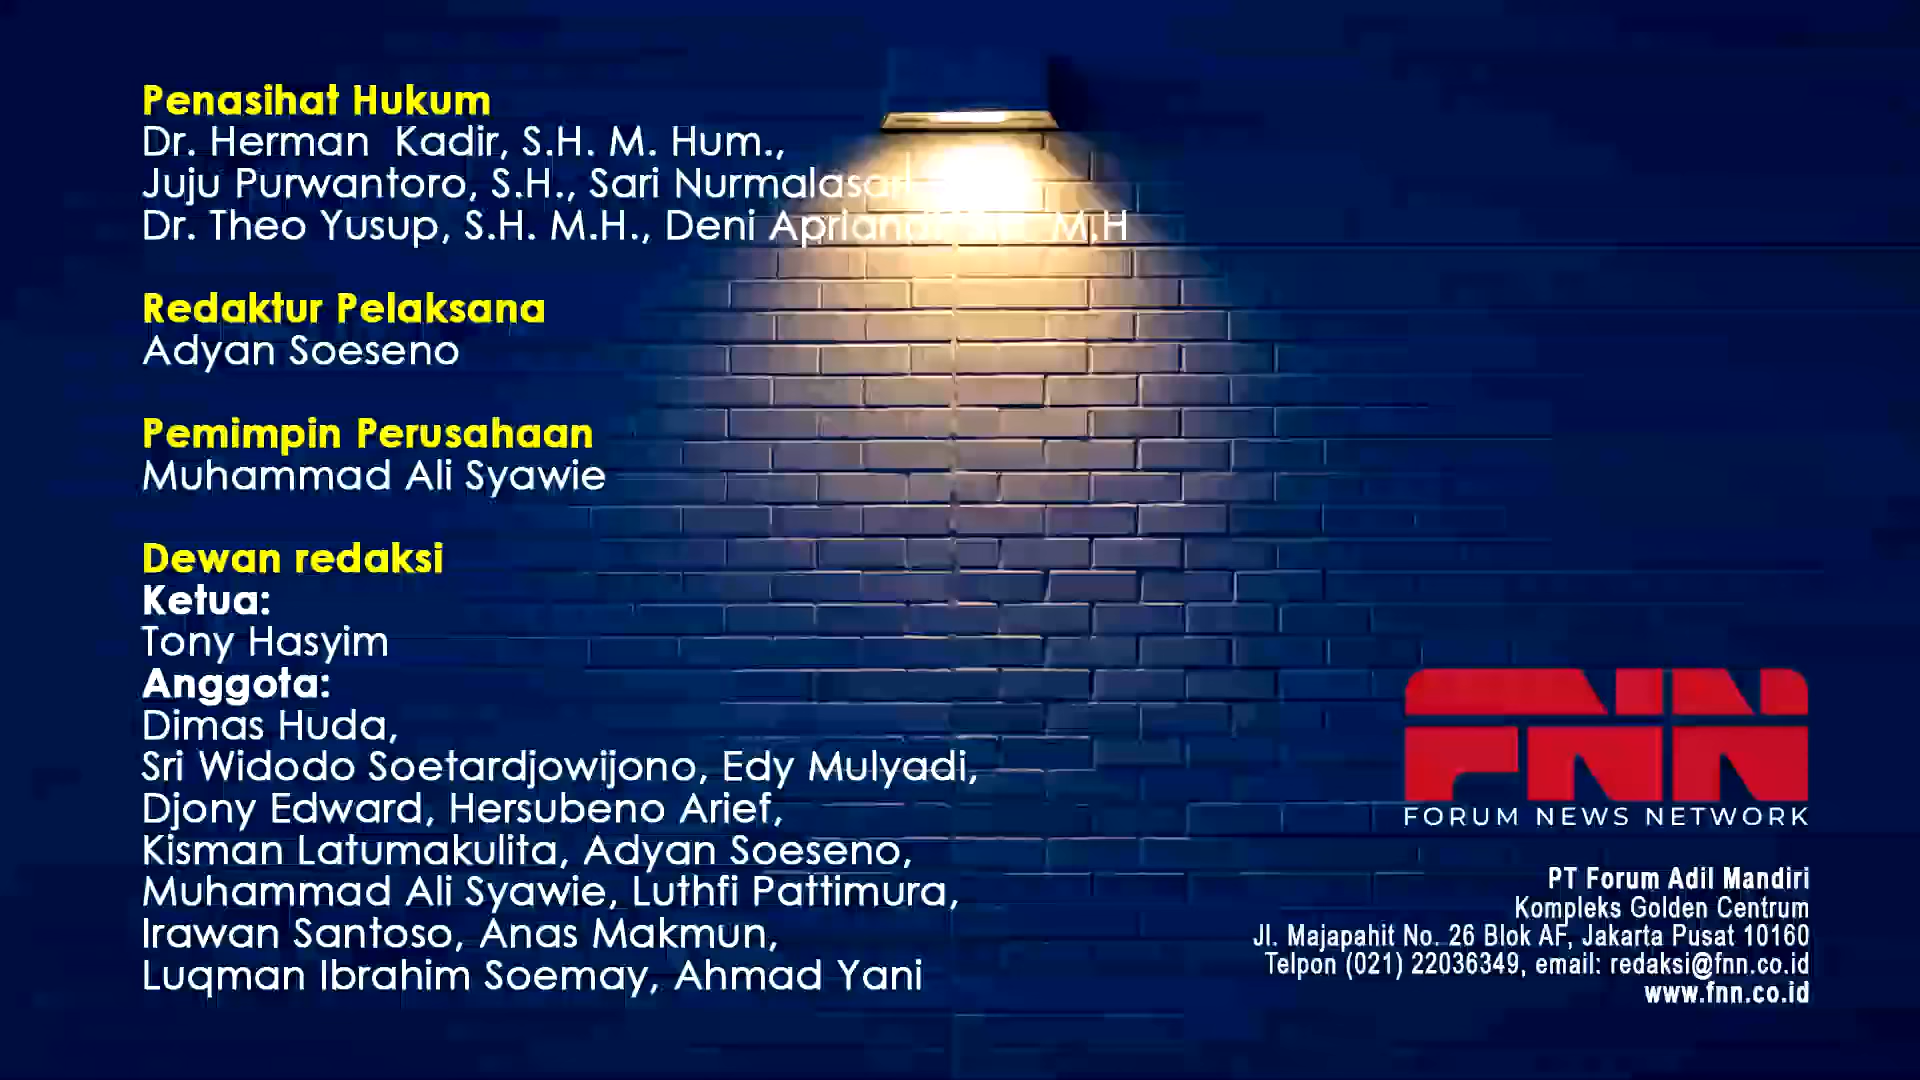 Penasihat Hukum
Dr. Herman Kadir, S.H. M. Hum.,
Juju Purwantoro, S.H., Sari Nurmalasari
Dr. Theo Yusup, S.H. M.H., Deni Apriandi M.H
Redaktur Pelaksana
Adyan Soeseno
Pemimpin Perusahaan
Muhammad Ali Syawie
Dewan redaksi
Ketua:
Tony Hasyim
Anggota:
Dimas Huda,
Sri Widodo Soetardjowijono, Edy Mulyadi,
Djony Edward, Hersubeno Arief,
Kisman Latumakulita, Adyan Soeseno,
Muhammad Ali Syawie, Luthfi Pattimura,
Irawan Santoso, Anas Makmun,
Luqman Ibrahim Soemay, Ahmad Yani
FNN
FORUM NEWS NETWORK
PT Forum Adil Mandiri
Kompleks Golden Centrum
Jl. Majapahit No. 26 Blok AF, Jakarta Pusat 10160
Telpon (021) 22036349, email: redaksi@fnn.co.id
www.fnn.co.id